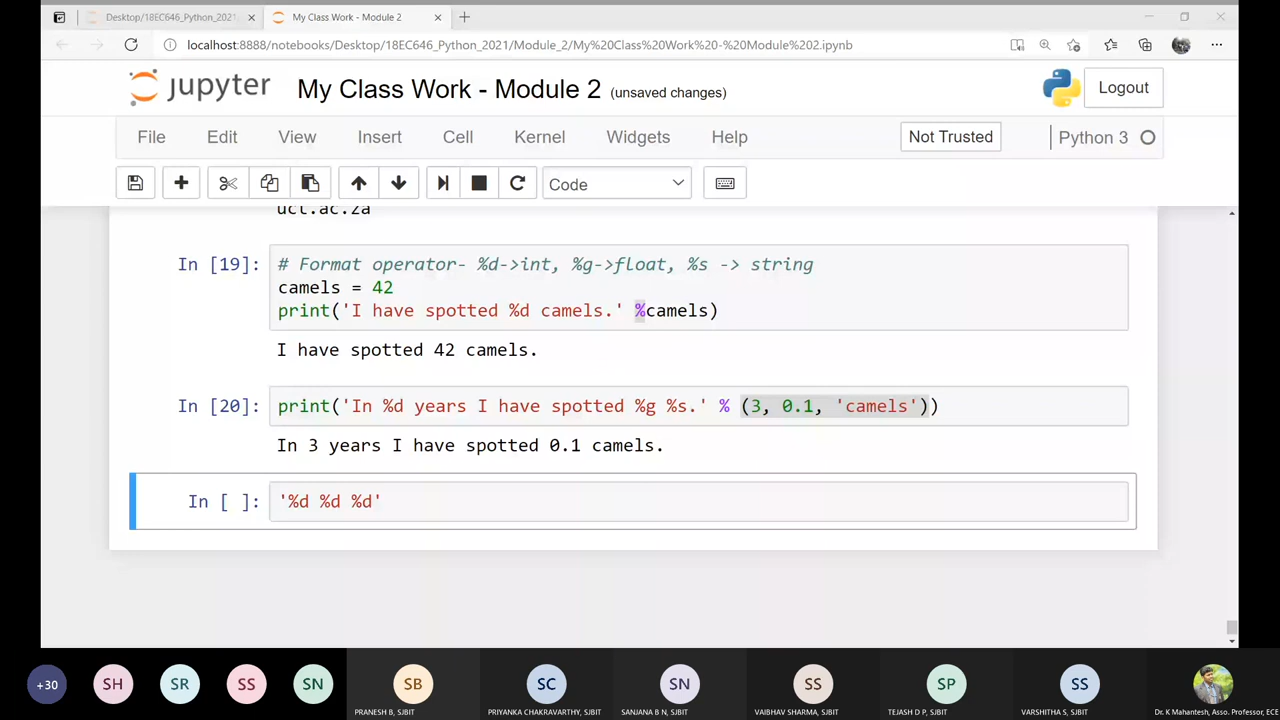 Desktop/18EC646_Python_2021/
My Class Work - Module 2
localhost:8888/notebooks/Desktop/18EC646_Python_2021/Module_2/My%20Class%20Work%20-%20Module%202.ipynb
jupyter My Class Work - Module 2 (unsaved changes) Logout
File Edit View Insert Cell Kernel Widgets Help Not Trusted Python 3
Code
uct.ac.za
In [19]: # Format operator- %d->int, %g->float, %s -> string
camels = 42
print('I have spotted %d camels.' %camels)
I have spotted 42 camels.
In [20]: print('In %d years I have spotted %g %s.' % (3, 0.1, 'camels'))
In 3 years I have spotted 0.1 camels.
In [ ]: '%d %d %d'
+30 SH SR SS SN SB SC SN SS SP SS
PRANESH B, SJBIT PRIYANKA CHAKRAVARTHY, SJBIT SANJANA B N, SJBIT VAIBHAV SHARMA, SJBIT TEJASH D P, SJBIT VARSHITHA S, SJBIT Dr. K Mahantesh, Asso. Professor, ECE